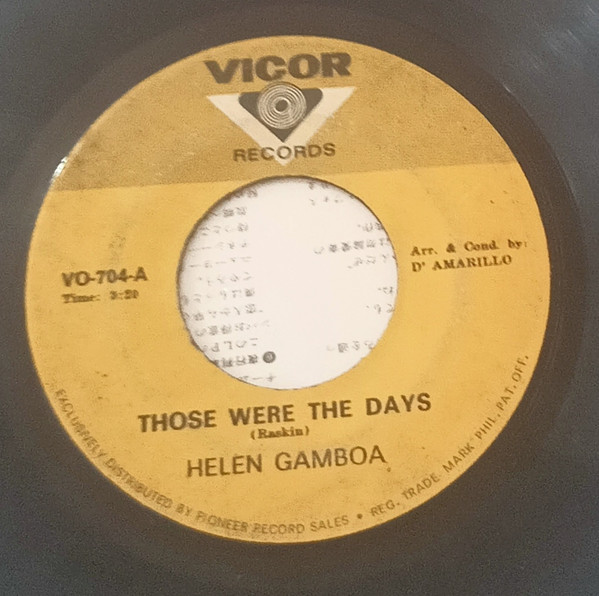 VICOR
RECORDS
VO-704-A
Time: 3:20
Arr. & Cond. by:
D' AMARILLO
THOSE WERE THE DAYS
(Raskin)
HELEN GAMBOA
EXCLUSIVELY DISTRIBUTED BY PIONEER RECORD SALES • REG. TRADE MARK PHIL. PAT. OFF.